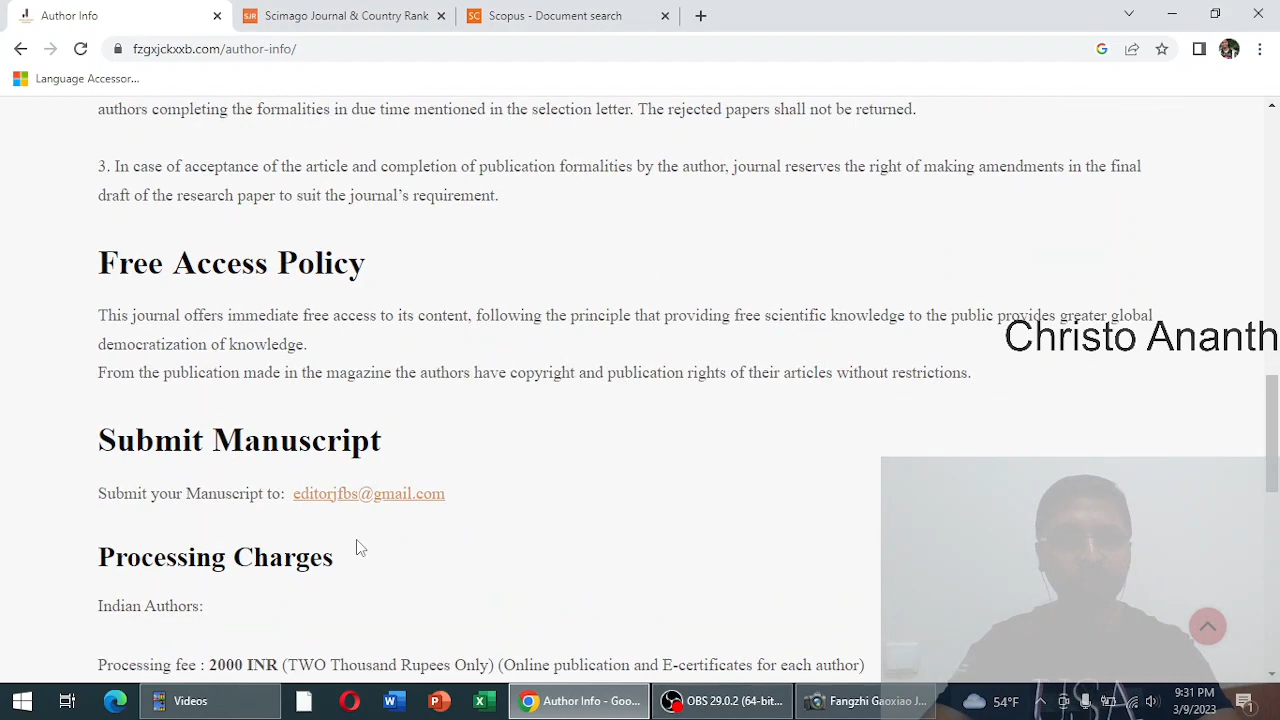 Author Info
Scimago Journal & Country Rank
Scopus - Document search
fzgxjckxxb.com/author-info/
Language Accessor...
authors completing the formalities in due time mentioned in the selection letter. The rejected papers shall not be returned.
3. In case of acceptance of the article and completion of publication formalities by the author, journal reserves the right of making amendments in the final
draft of the research paper to suit the journal's requirement.
Free Access Policy
This journal offers immediate free access to its content, following the principle that providing free scientific knowledge to the public provides greater global
democratization of knowledge.
Christo Ananth
From the publication made in the magazine the authors have copyright and publication rights of their articles without restrictions.
Submit Manuscript
Submit your Manuscript to: editorjfbs@gmail.com
Processing Charges
Indian Authors:
Processing fee : 2000 INR (TWO Thousand Rupees Only) (Online publication and E-certificates for each author)
Videos
Author Info - Goo...
OBS 29.0.2 (64-bit...
Fangzhi Gaoxiao J...
USA
54°F
9:31 PM
3/9/2023